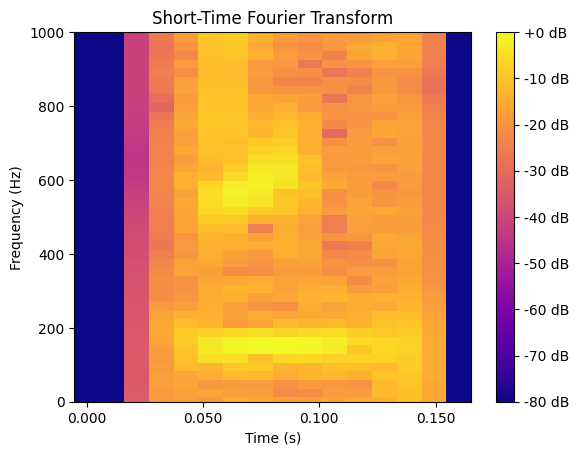 Short-Time Fourier Transform
1000
800
600
400
200
0
Frequency (Hz)
0.000
0.050
0.100
0.150
Time (s)
+0 dB
-10 dB
-20 dB
-30 dB
-40 dB
-50 dB
-60 dB
-70 dB
-80 dB